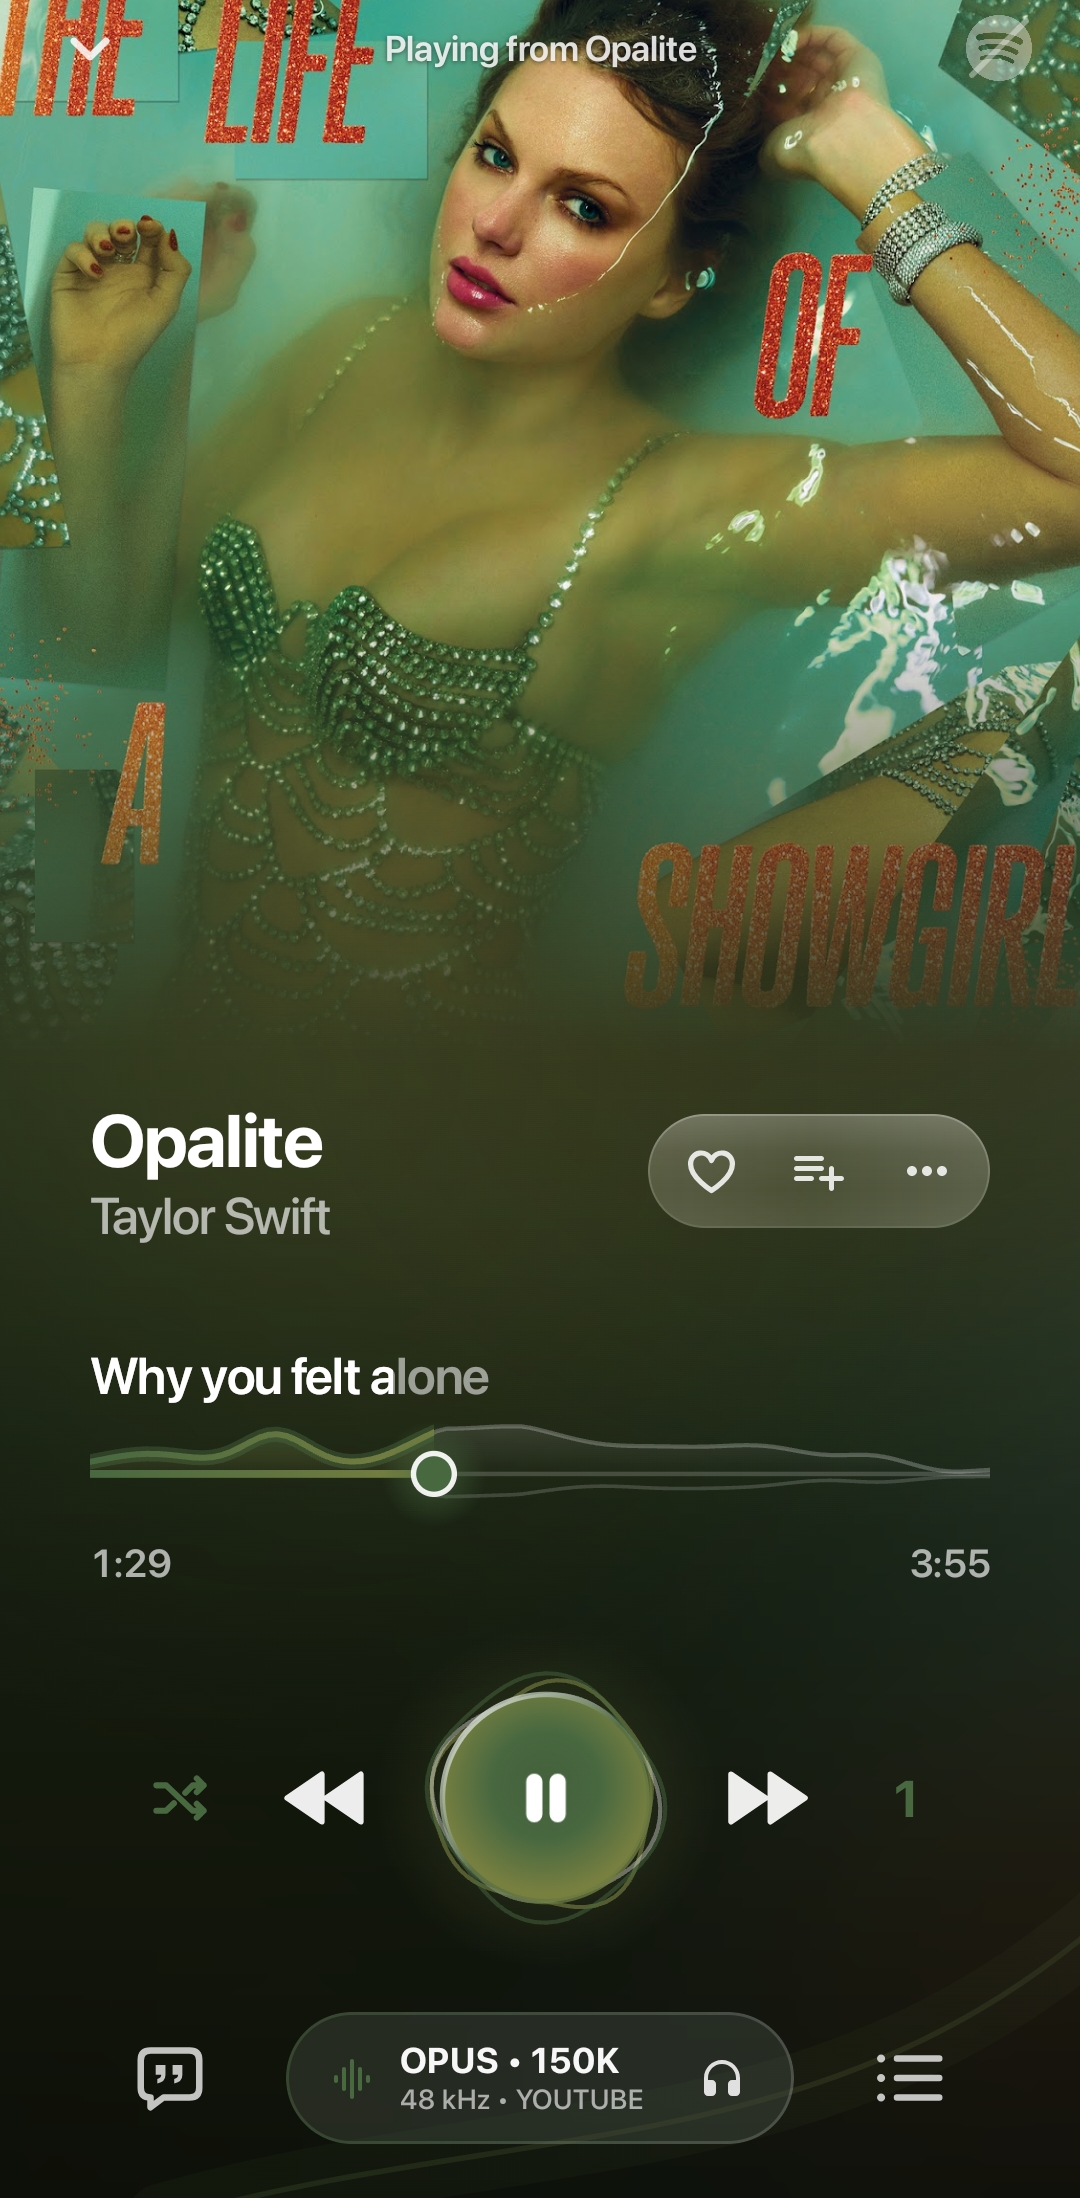 Playing from Opalite
THE LIFE
OF
A
SHOWGIRL
Opalite
Taylor Swift
Why you felt alone
1:29 3:55
1
OPUS • 150K
48 kHz • YOUTUBE